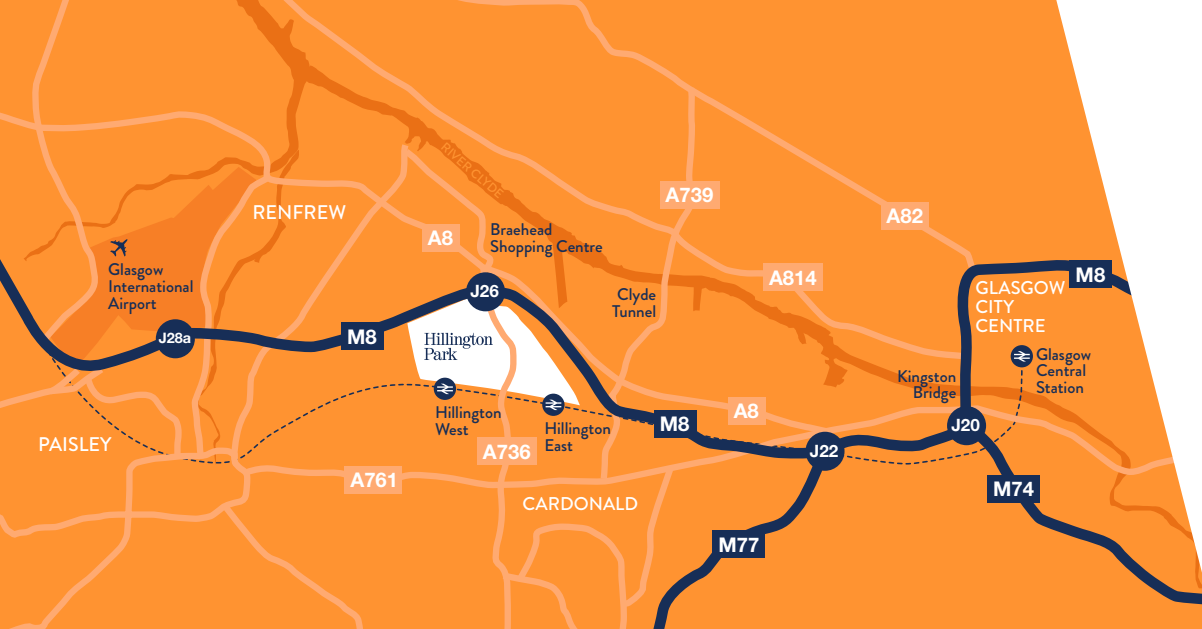 RIVER CLYDE
A739
A82
RENFREW
A8
Braehead
Shopping Centre
Glasgow
International
Airport
A814
M8
GLASGOW
CITY
CENTRE
J26
Clyde
Tunnel
J28a
M8
Hillington
Park
Glasgow
Central
Station
Kingston
Bridge
Hillington
West
Hillington
East
A8
M8
J20
PAISLEY
A736
J22
A761
M74
CARDONALD
M77